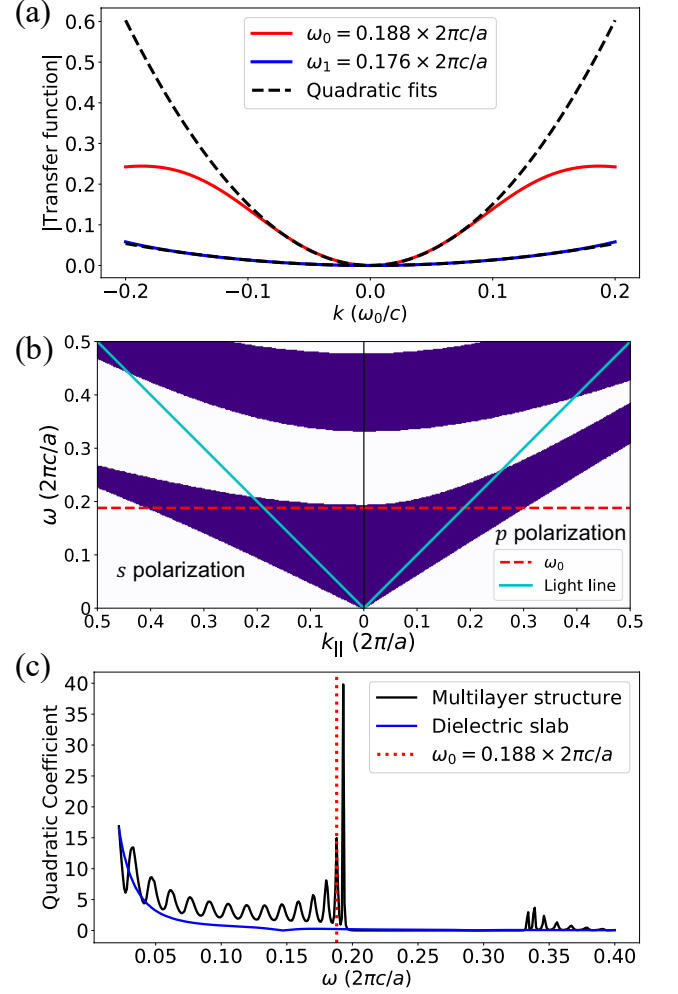 (a)
|Transfer function|
0.6
0.5
0.4
0.3
0.2
0.1
0.0
ω₀ = 0.188 × 2πc/a
ω₁ = 0.176 × 2πc/a
Quadratic fits
−0.2 −0.1 0.0 0.1 0.2
k (ω₀/c)
(b)
ω (2πc/a)
0.5
0.4
0.3
0.2
0.1
0
s polarization
p polarization
ω₀
Light line
0.5 0.4 0.3 0.2 0.1 0 0.1 0.2 0.3 0.4 0.5
k|| (2π/a)
(c)
Quadratic Coefficient
40
35
30
25
20
15
10
5
0
Multilayer structure
Dielectric slab
ω₀ = 0.188 × 2πc/a
0.05 0.10 0.15 0.20 0.25 0.30 0.35 0.40
ω (2πc/a)